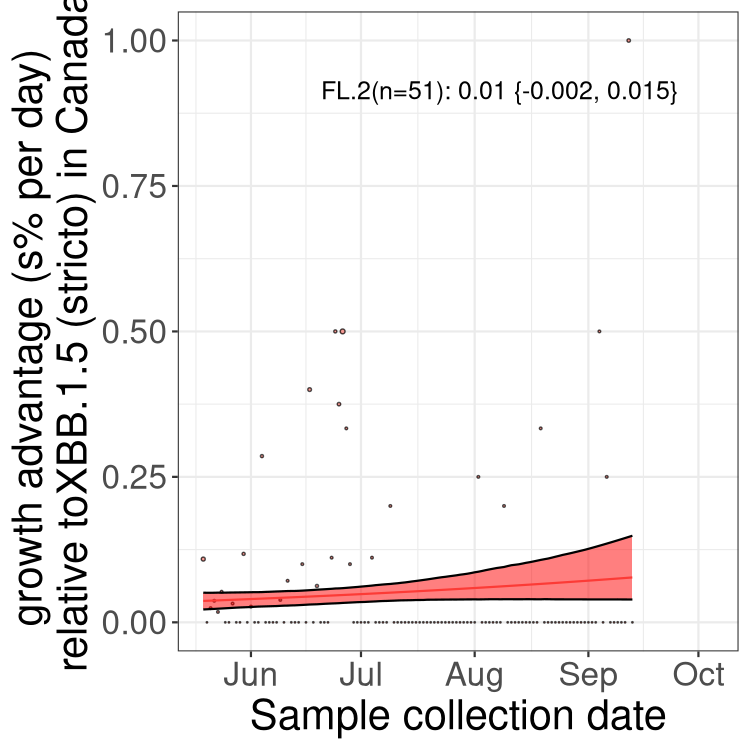 growth advantage (s% per day)
relative toXBB.1.5 (stricto) in Canada
1.00
0.75
0.50
0.25
0.00
FL.2(n=51): 0.01 {-0.002, 0.015}
Jun Jul Aug Sep Oct
Sample collection date